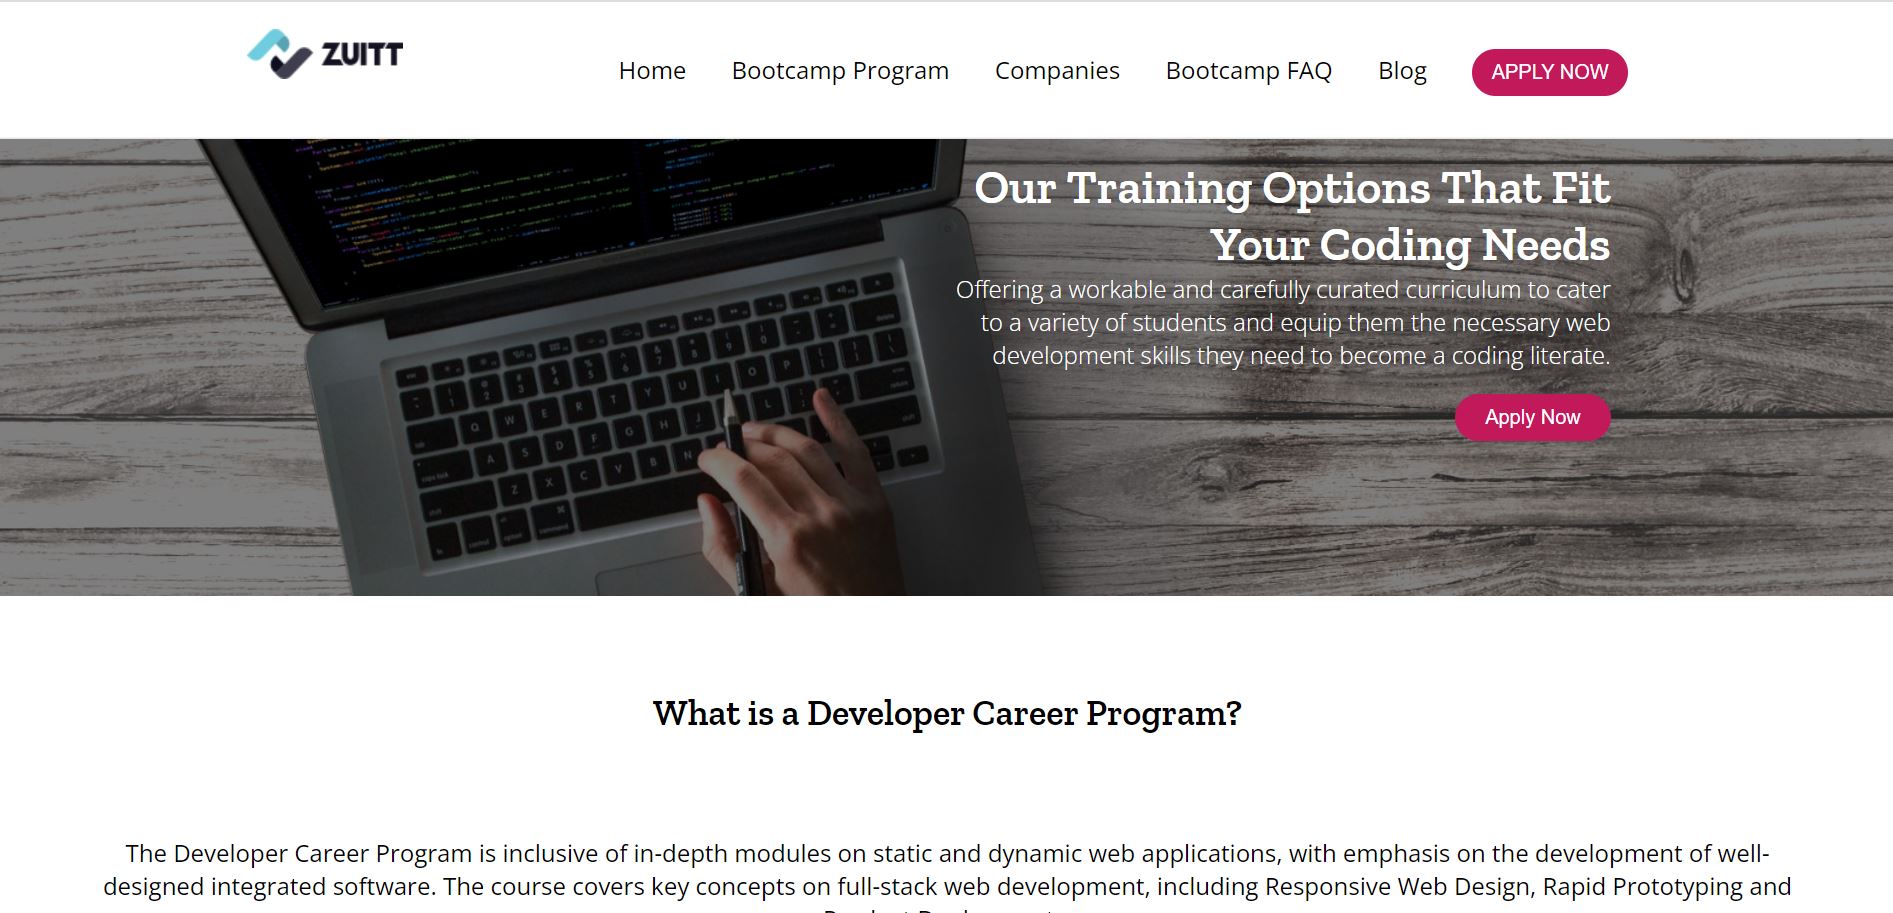 ZUITT
Home Bootcamp Program Companies Bootcamp FAQ Blog APPLY NOW
Our Training Options That Fit
Your Coding Needs
Offering a workable and carefully curated curriculum to cater
to a variety of students and equip them the necessary web
development skills they need to become a coding literate.
Apply Now
What is a Developer Career Program?
The Developer Career Program is inclusive of in-depth modules on static and dynamic web applications, with emphasis on the development of well-
designed integrated software. The course covers key concepts on full-stack web development, including Responsive Web Design, Rapid Prototyping and